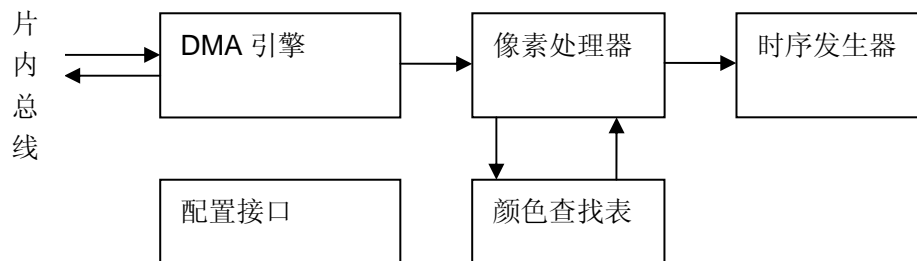 片内总线
DMA 引擎
像素处理器
时序发生器
配置接口
颜色查找表